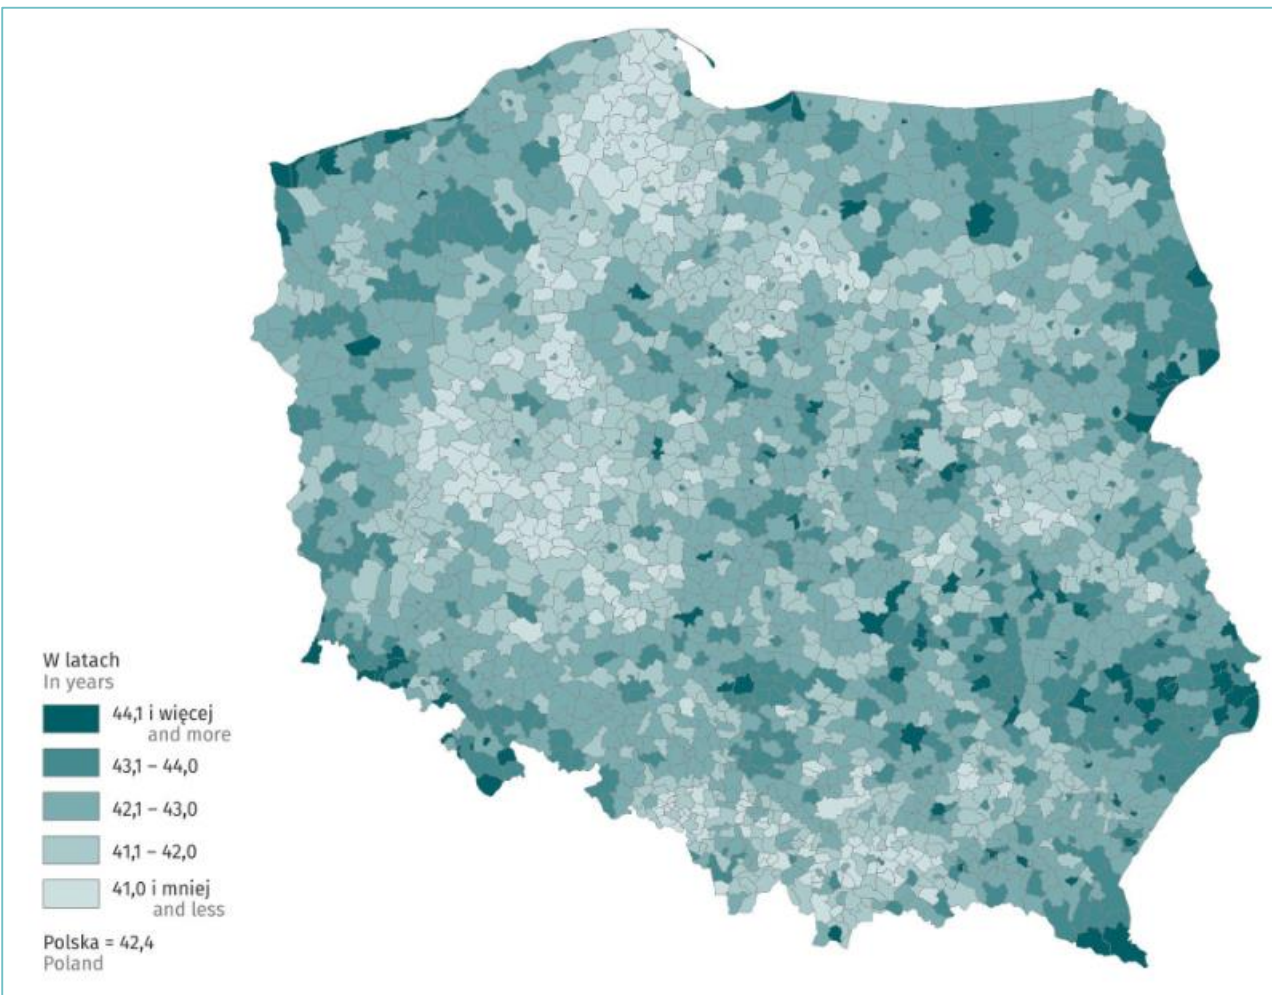 W latach
In years
44,1 i więcej
and more
43,1 – 44,0
42,1 – 43,0
41,1 – 42,0
41,0 i mniej
and less
Polska = 42,4
Poland